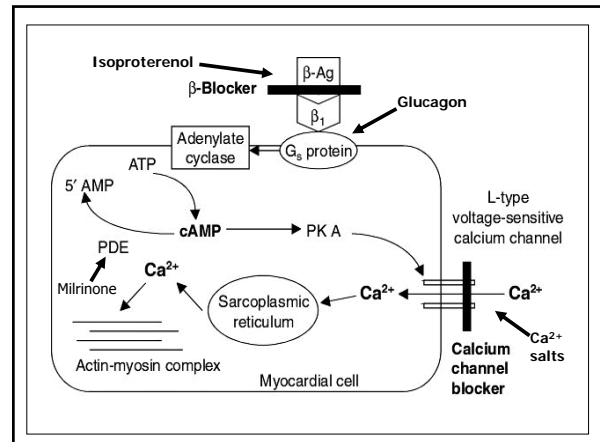 Isoproterenol
β-Ag
β-Blocker
β₁
Glucagon
Adenylate
cyclase
Gₛ protein
ATP
5′ AMP
L-type
voltage-sensitive
calcium channel
cAMP
PK A
PDE
Ca²⁺
Milrinone
Sarcoplasmic
reticulum
Ca²⁺
Ca²⁺
Ca²⁺
salts
Actin-myosin complex
Calcium
channel
blocker
Myocardial cell